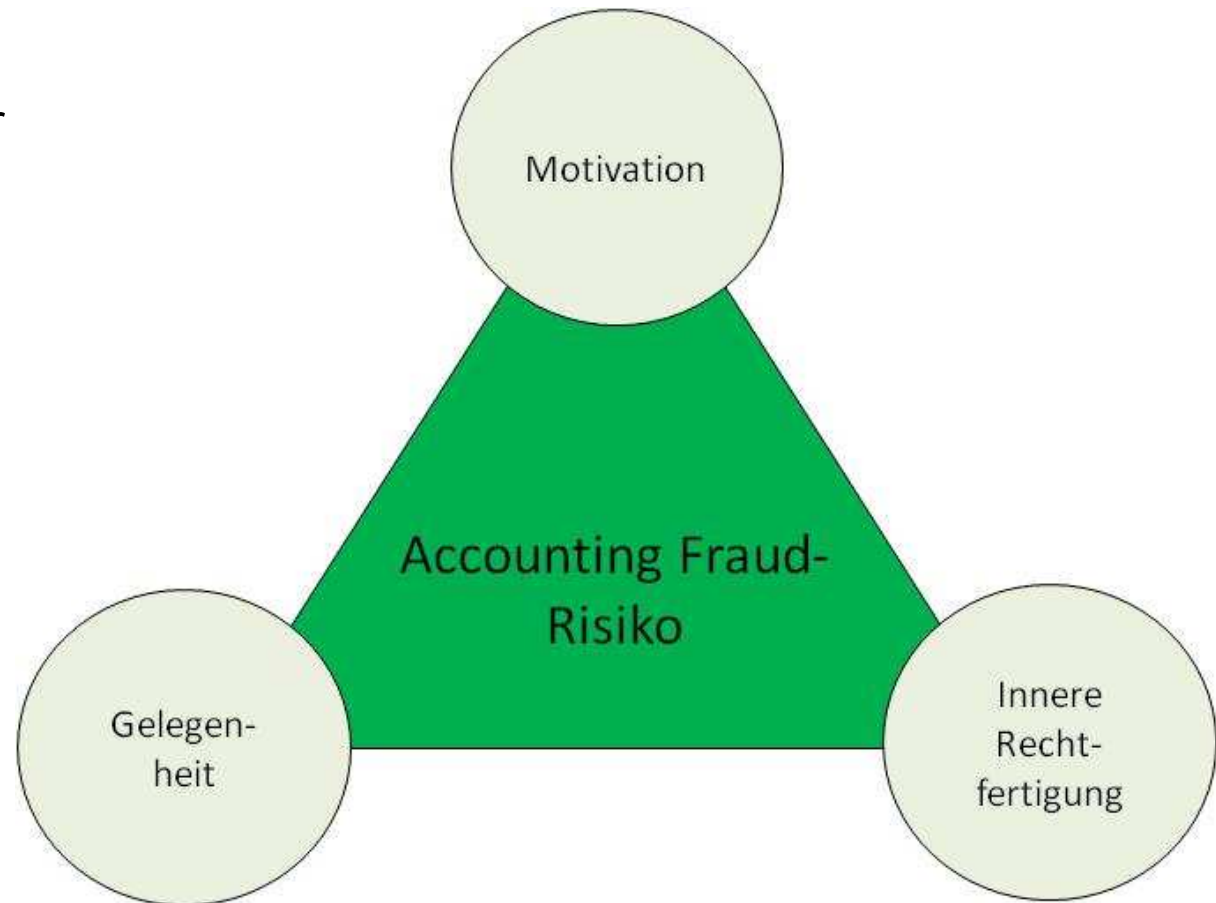 Motivation
Accounting Fraud-
Risiko
Gelegen-
heit
Innere
Recht-
fertigung